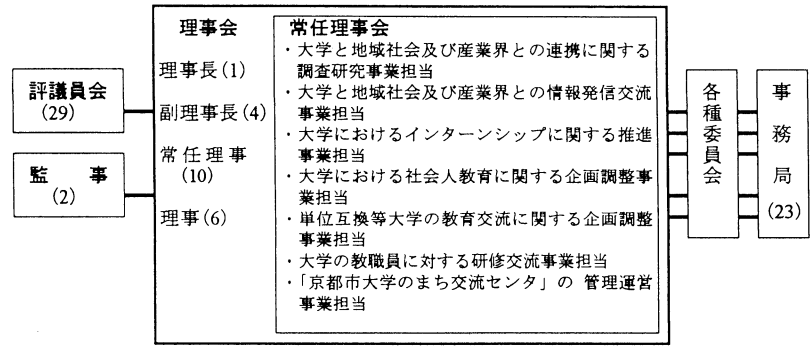 評議員会
(29)
監　事
(2)
理事会
理事長(1)
副理事長(4)
常任理事
(10)
理事(6)
常任理事会
・大学と地域社会及び産業界との連携に関する
調査研究事業担当
・大学と地域社会及び産業界との情報発信交流
事業担当
・大学におけるインターンシップに関する推進
事業担当
・大学における社会人教育に関する企画調整事
業担当
・単位互換等大学の教育交流に関する企画調整
事業担当
・大学の教職員に対する研修交流事業担当
・「京都市大学のまち交流センタ」の 管理運営
事業担当
各種委員会
事務局
(23)